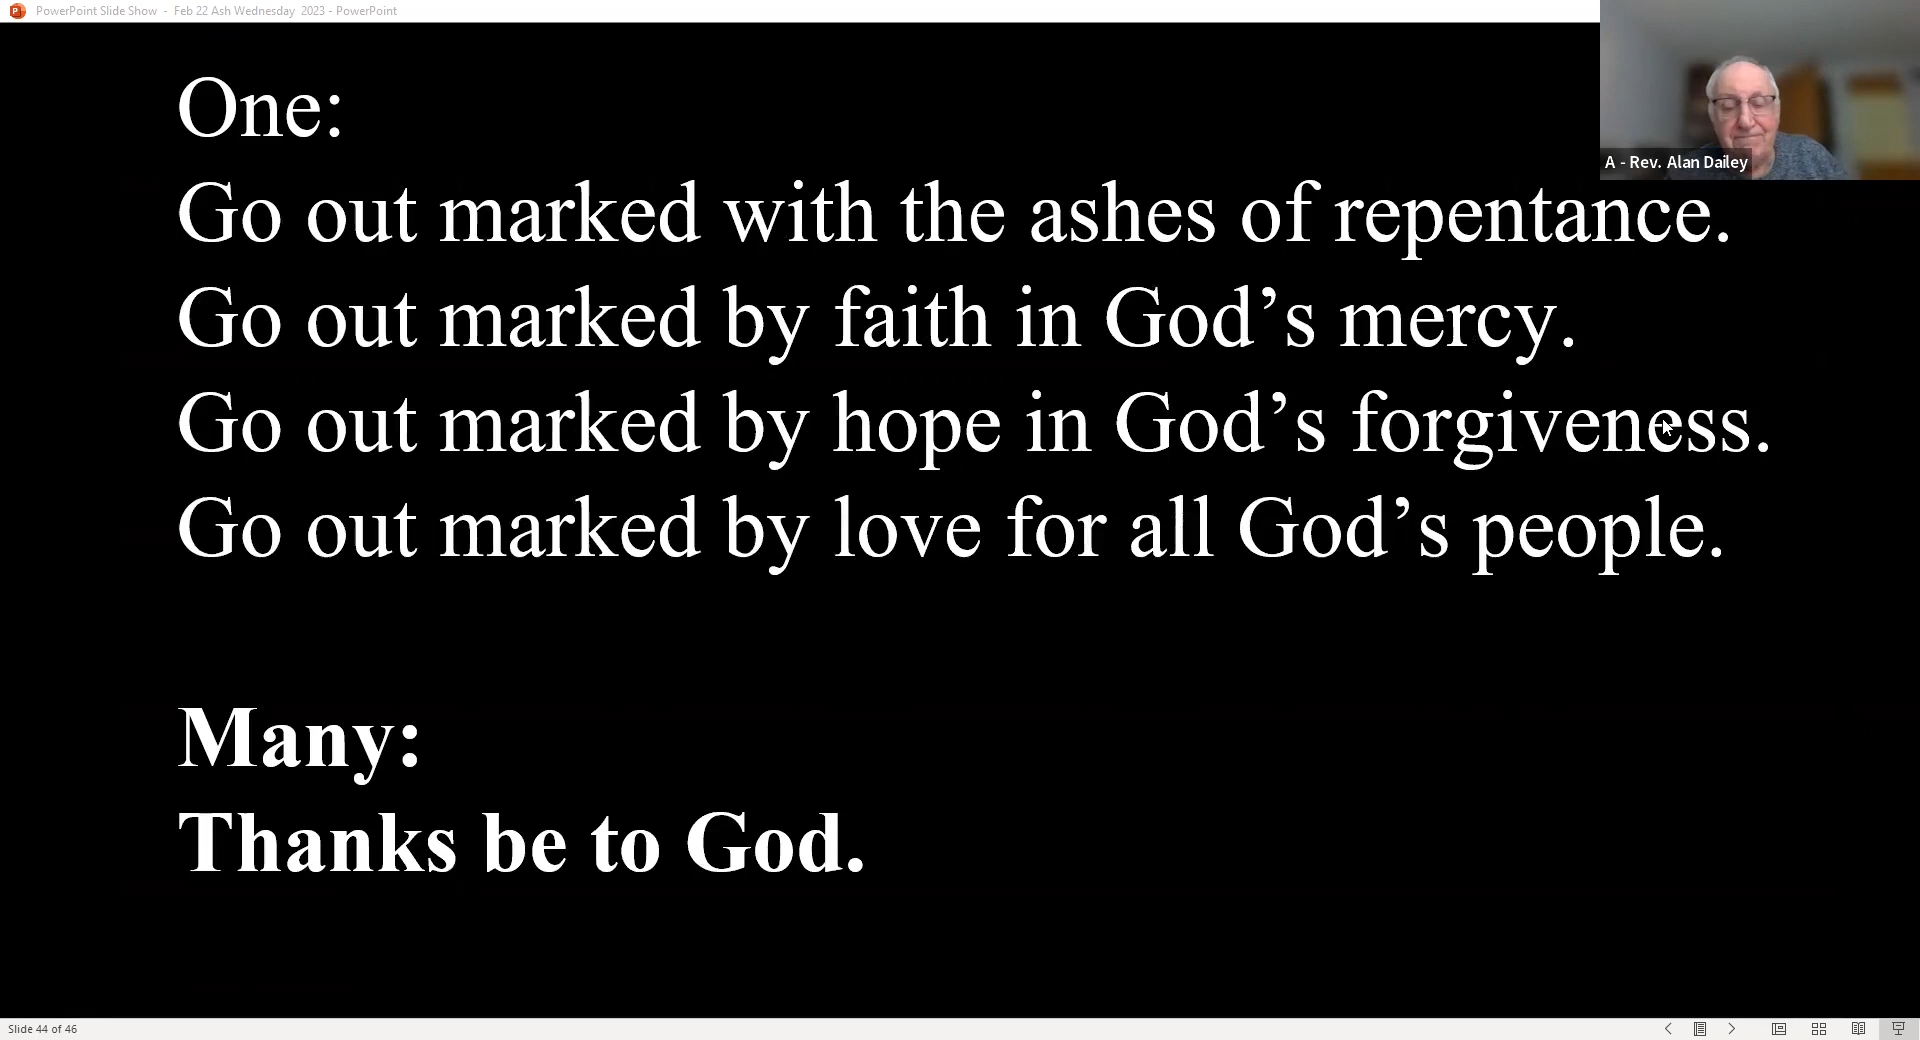 PowerPoint Slide Show - Feb 22 Ash Wednesday 2023 - PowerPoint
A - Rev. Alan Dailey
One:
Go out marked with the ashes of repentance.
Go out marked by faith in God’s mercy.
Go out marked by hope in God’s forgiveness.
Go out marked by love for all God’s people.
Many:
Thanks be to God.
Slide 44 of 46